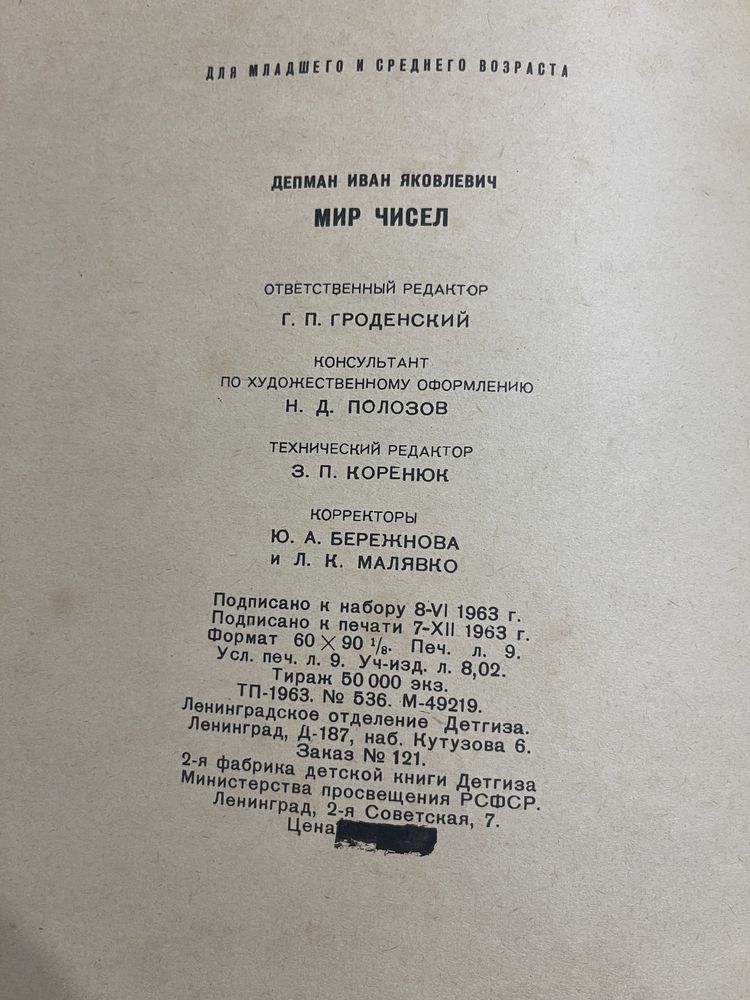 ДЛЯ МЛАДШЕГО И СРЕДНЕГО ВОЗРАСТА
ДЕПМАН ИВАН ЯКОВЛЕВИЧ
МИР ЧИСЕЛ
ОТВЕТСТВЕННЫЙ РЕДАКТОР
Г. П. ГРОДЕНСКИЙ
КОНСУЛЬТАНТ
ПО ХУДОЖЕСТВЕННОМУ ОФОРМЛЕНИЮ
Н. Д. ПОЛОЗОВ
ТЕХНИЧЕСКИЙ РЕДАКТОР
З. П. КОРЕНЮК
КОРРЕКТОРЫ
Ю. А. БЕРЕЖНОВА
и Л. К. МАЛЯВКО
Подписано к набору 8-VI 1963 г.
Подписано к печати 7-XII 1963 г.
Формат 60 × 90 1/8. Печ. л. 9.
Усл. печ. л. 9. Уч-изд. л. 8,02.
Тираж 50 000 экз.
ТП-1963. № 536. М-49219.
Ленинградское отделение Детгиза.
Ленинград, Д-187, наб. Кутузова 6.
Заказ № 121.
2-я фабрика детской книги Детгиза
Министерства просвещения РСФСР.
Ленинград, 2-я Советская, 7.
Цена